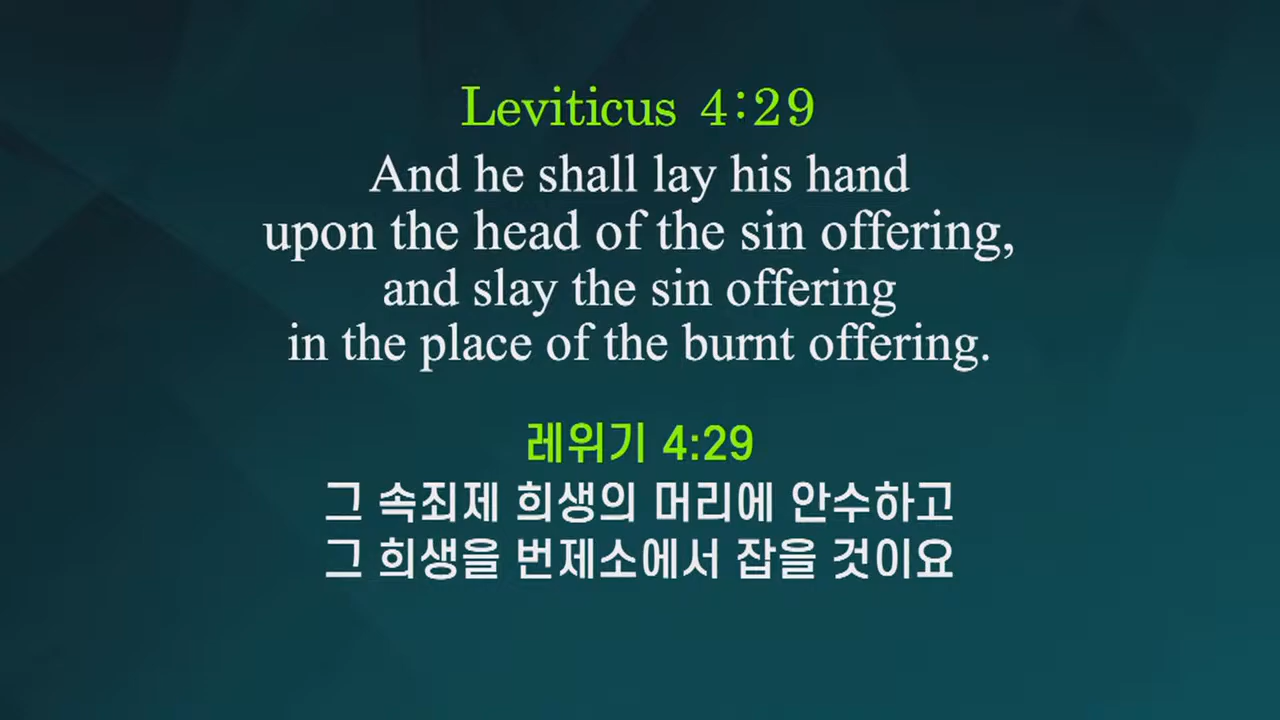 Leviticus 4:29
And he shall lay his hand
upon the head of the sin offering,
and slay the sin offering
in the place of the burnt offering.
레위기 4:29
그 속죄제 희생의 머리에 안수하고
그 희생을 번제소에서 잡을 것이요